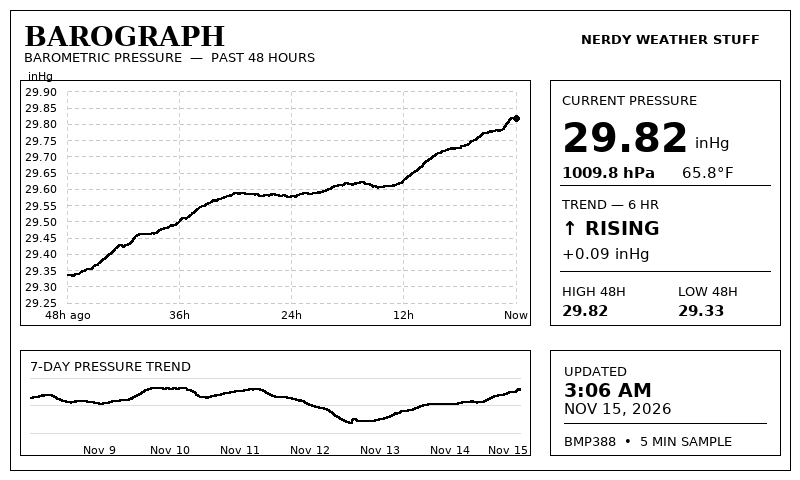 BAROGRAPH
BAROMETRIC PRESSURE — PAST 48 HOURS
NERDY WEATHER STUFF
inHg
29.90
29.85
29.80
29.75
29.70
29.65
29.60
29.55
29.50
29.45
29.40
29.35
29.30
29.25
48h ago 36h 24h 12h Now
CURRENT PRESSURE
29.82 inHg
1009.8 hPa 65.8°F
TREND — 6 HR
↑ RISING
+0.09 inHg
HIGH 48H LOW 48H
29.82 29.33
7-DAY PRESSURE TREND
Nov 9 Nov 10 Nov 11 Nov 12 Nov 13 Nov 14 Nov 15
UPDATED
3:06 AM
NOV 15, 2026
BMP388 • 5 MIN SAMPLE